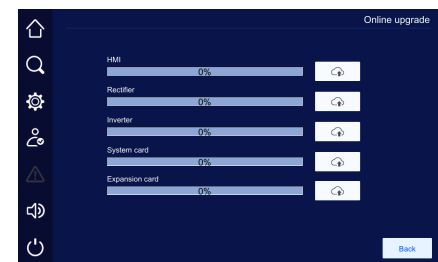 Online upgrade
HMI
0%
Rectifier
0%
Inverter
0%
System card
0%
Expansion card
0%
Back